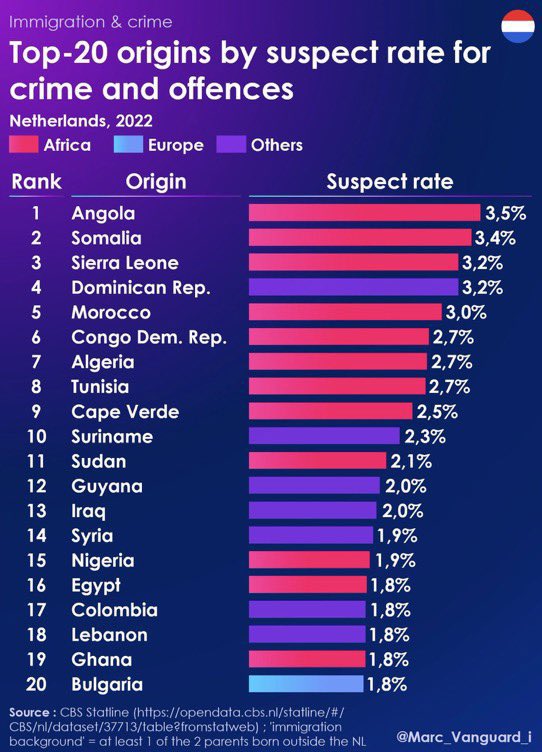 Immigration & crime
Top-20 origins by suspect rate for
crime and offences
Netherlands, 2022
Africa Europe Others
Rank Origin Suspect rate
1 Angola 3,5%
2 Somalia 3,4%
3 Sierra Leone 3,2%
4 Dominican Rep. 3,2%
5 Morocco 3,0%
6 Congo Dem. Rep. 2,7%
7 Algeria 2,7%
8 Tunisia 2,7%
9 Cape Verde 2,5%
10 Suriname 2,3%
11 Sudan 2,1%
12 Guyana 2,0%
13 Iraq 2,0%
14 Syria 1,9%
15 Nigeria 1,9%
16 Egypt 1,8%
17 Colombia 1,8%
18 Lebanon 1,8%
19 Ghana 1,8%
20 Bulgaria 1,8%
Source : CBS Statline (https://opendata.cbs.nl/statline/#/
CBS/nl/dataset/37713/table?fromstatweb) ; 'immigration
background' = at least 1 of the 2 parents born outside the NL
@Marc_Vanguard_i